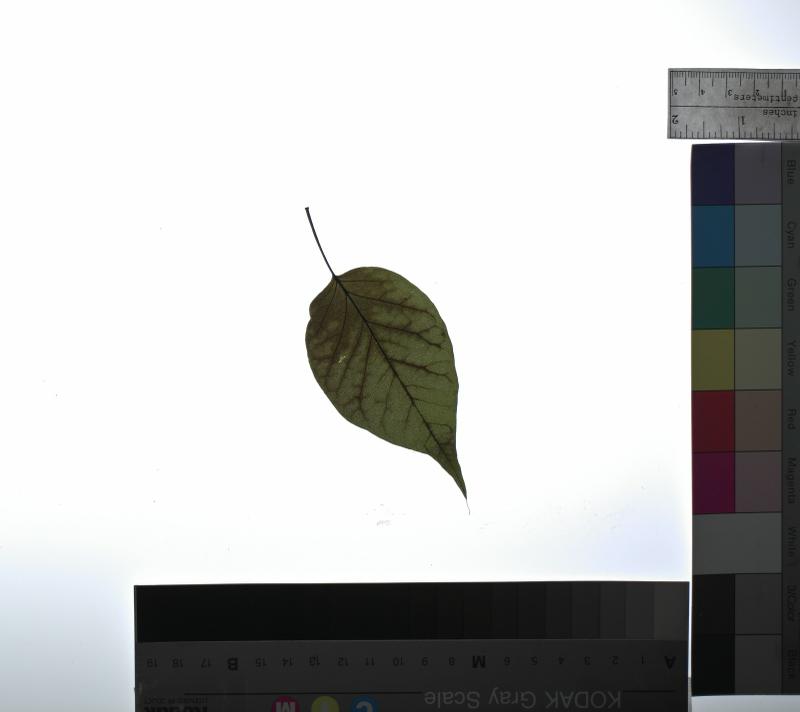 5 4 3 2
centimeters
2 1
inches
Blue
Cyan
Green
Yellow
Red
Magenta
White
3/Color
Black
A 1 2 3 4 5 6 M 8 9 10 11 12 13 14 15 B 17 18 19
KODAK Gray Scale
C Y M
Kodak